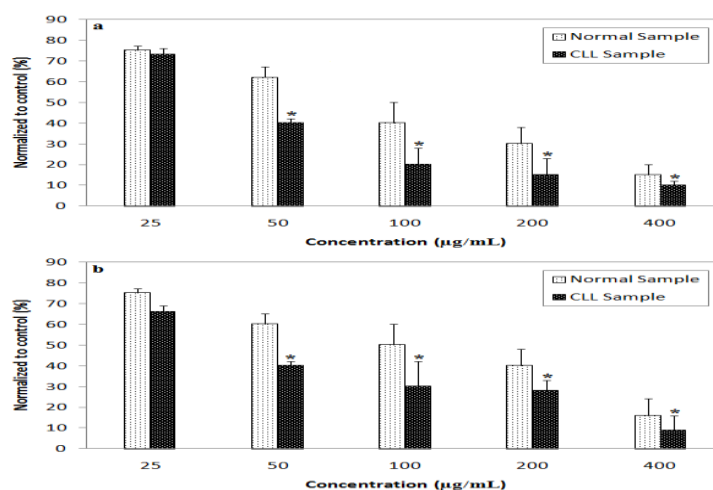 a
Normalized to control (%)
90
80
70
60
50
40
30
20
10
0
Normal Sample
CLL Sample
*
*
*
*
25 50 100 200 400
Concentration (µg/mL)
b
Normalized to control (%)
90
80
70
60
50
40
30
20
10
0
Normal Sample
CLL Sample
*
*
*
*
25 50 100 200 400
Concentration (µg/mL)